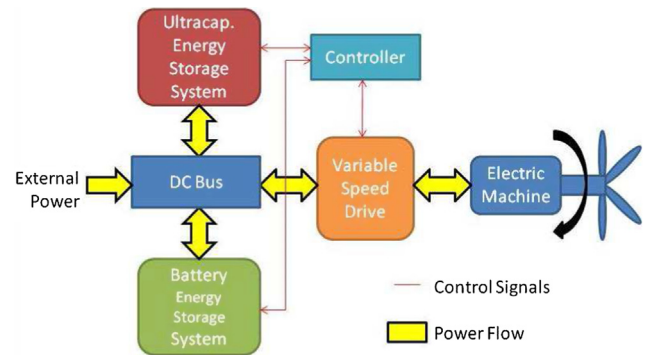 Ultracap.
Energy
Storage
System
Controller
External
Power
DC Bus
Variable
Speed
Drive
Electric
Machine
Battery
Energy
Storage
System
Control Signals
Power Flow